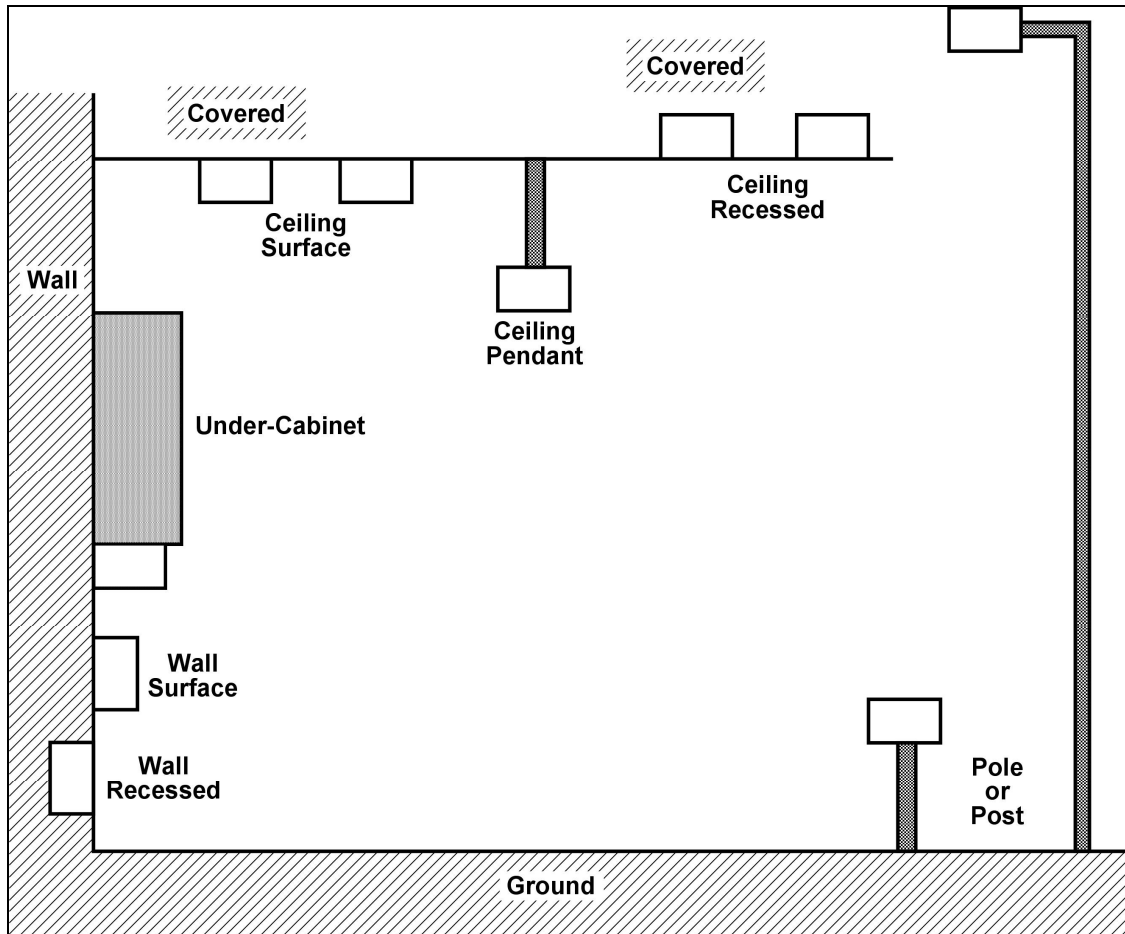 Covered
Covered
Ceiling
Recessed
Ceiling
Surface
Wall
Ceiling
Pendant
Under-Cabinet
Wall
Surface
Wall
Recessed
Pole
or
Post
Ground